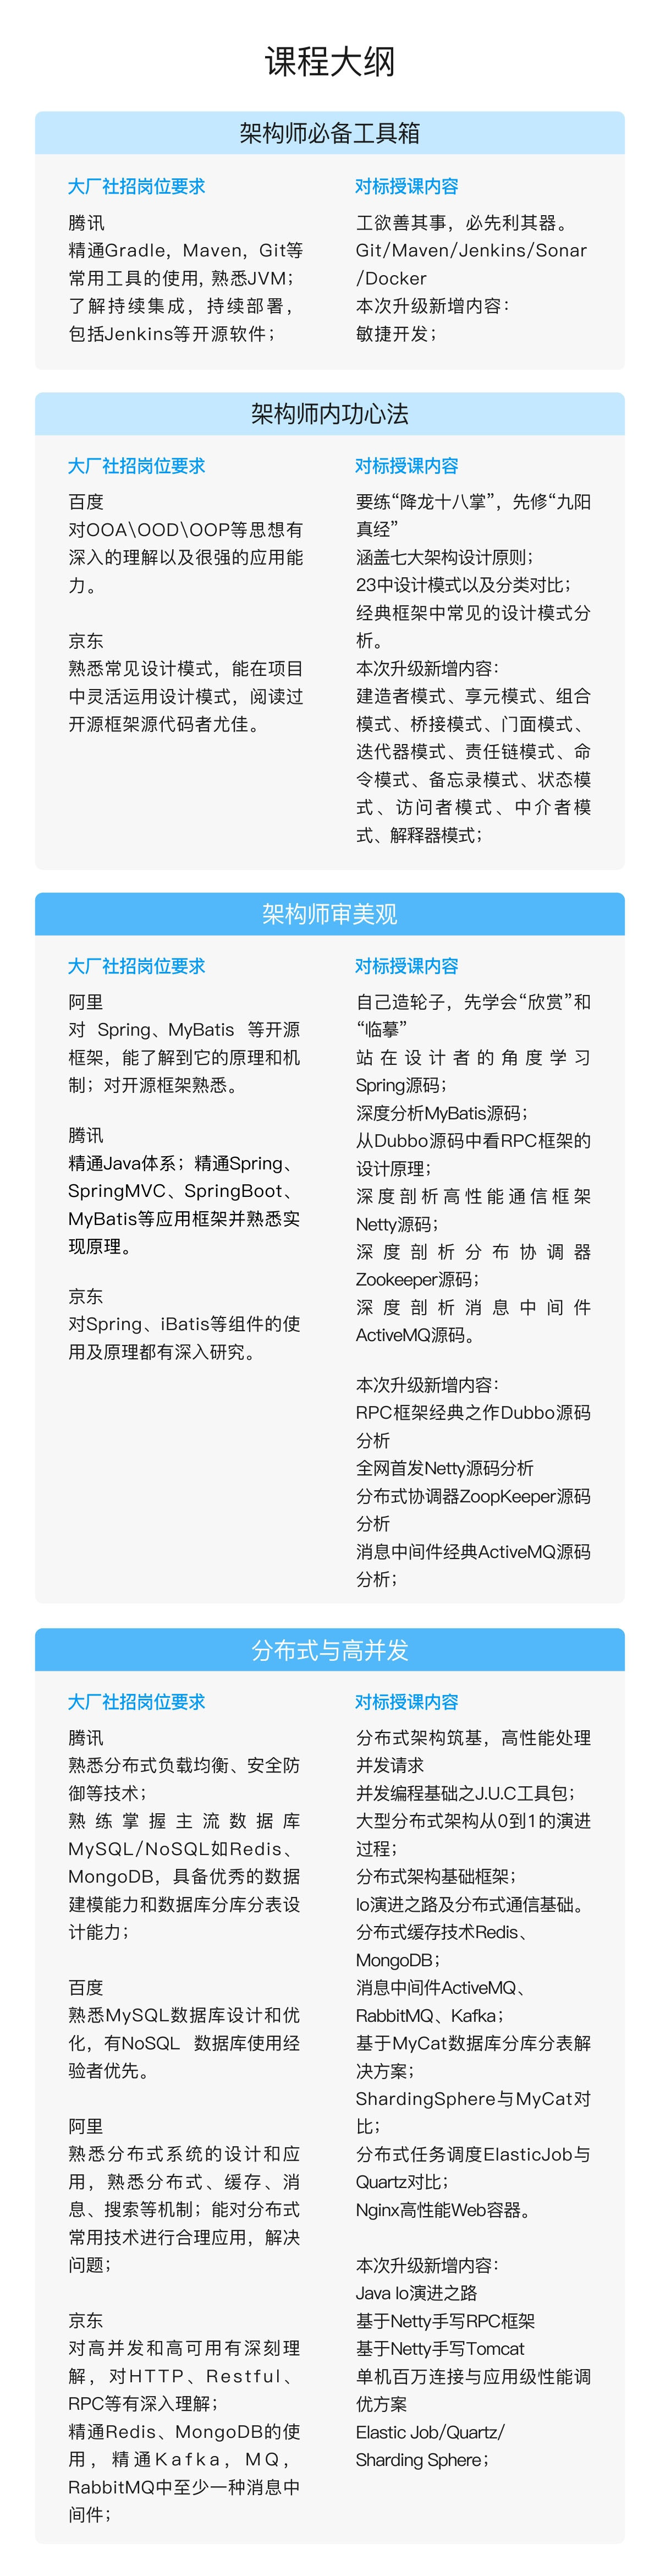 课程大纲
架构师必备工具箱
大厂社招岗位要求
腾讯
精通Gradle，Maven，Git等
常用工具的使用，熟悉JVM；
了解持续集成，持续部署，
包括Jenkins等开源软件；
对标授课内容
工欲善其事，必先利其器。
Git/Maven/Jenkins/Sonar
/Docker
本次升级新增内容：
敏捷开发；
架构师内功心法
大厂社招岗位要求
百度
对OOA\OOD\OOP等思想有
深入的理解以及很强的应用能
力。
京东
熟悉常见设计模式，能在项目
中灵活运用设计模式，阅读过
开源框架源代码者尤佳。
对标授课内容
要练“降龙十八掌”，先修“九阳
真经”
涵盖七大架构设计原则；
23中设计模式以及分类对比；
经典框架中常见的设计模式分
析。
本次升级新增内容：
建造者模式、享元模式、组合
模式、桥接模式、门面模式、
迭代器模式、责任链模式、命
令模式、备忘录模式、状态模
式、访问者模式、中介者模
式、解释器模式；
架构师审美观
大厂社招岗位要求
阿里
对 Spring、MyBatis 等开源
框架，能了解到它的原理和机
制；对开源框架熟悉。
腾讯
精通Java体系；精通Spring、
SpringMVC、SpringBoot、
MyBatis等应用框架并熟悉实
现原理。
京东
对Spring、iBatis等组件的使
用及原理都有深入研究。
对标授课内容
自己造轮子，先学会“欣赏”和
“临摹”
站在设计者的角度学习
Spring源码；
深度分析MyBatis源码；
从Dubbo源码中看RPC框架的
设计原理；
深度剖析高性能通信框架
Netty源码；
深度剖析分布协调器
Zookeeper源码；
深度剖析消息中间件
ActiveMQ源码。
本次升级新增内容：
RPC框架经典之作Dubbo源码
分析
全网首发Netty源码分析
分布式协调器ZoopKeeper源码
分析
消息中间件经典ActiveMQ源码
分析；
分布式与高并发
大厂社招岗位要求
腾讯
熟悉分布式负载均衡、安全防
御等技术；
熟练掌握主流数据库
MySQL/NoSQL如Redis、
MongoDB，具备优秀的数据
建模能力和数据库分库分表设
计能力；
百度
熟悉MySQL数据库设计和优
化，有NoSQL 数据库使用经
验者优先。
阿里
熟悉分布式系统的设计和应
用，熟悉分布式、缓存、消
息、搜索等机制；能对分布式
常用技术进行合理应用，解决
问题；
京东
对高并发和高可用有深刻理
解，对HTTP、Restful、
RPC等有深入理解；
精通Redis、MongoDB的使
用，精通Kafka，MQ，
RabbitMQ中至少一种消息中
间件；
对标授课内容
分布式架构筑基，高性能处理
并发请求
并发编程基础之J.U.C工具包；
大型分布式架构从0到1的演进
过程；
分布式架构基础框架；
Io演进之路及分布式通信基础。
分布式缓存技术Redis、
MongoDB；
消息中间件ActiveMQ、
RabbitMQ、Kafka；
基于MyCat数据库分库分表解
决方案；
ShardingSphere与MyCat对
比；
分布式任务调度ElasticJob与
Quartz对比；
Nginx高性能Web容器。
本次升级新增内容：
Java Io演进之路
基于Netty手写RPC框架
基于Netty手写Tomcat
单机百万连接与应用级性能调
优方案
Elastic Job/Quartz/
Sharding Sphere；